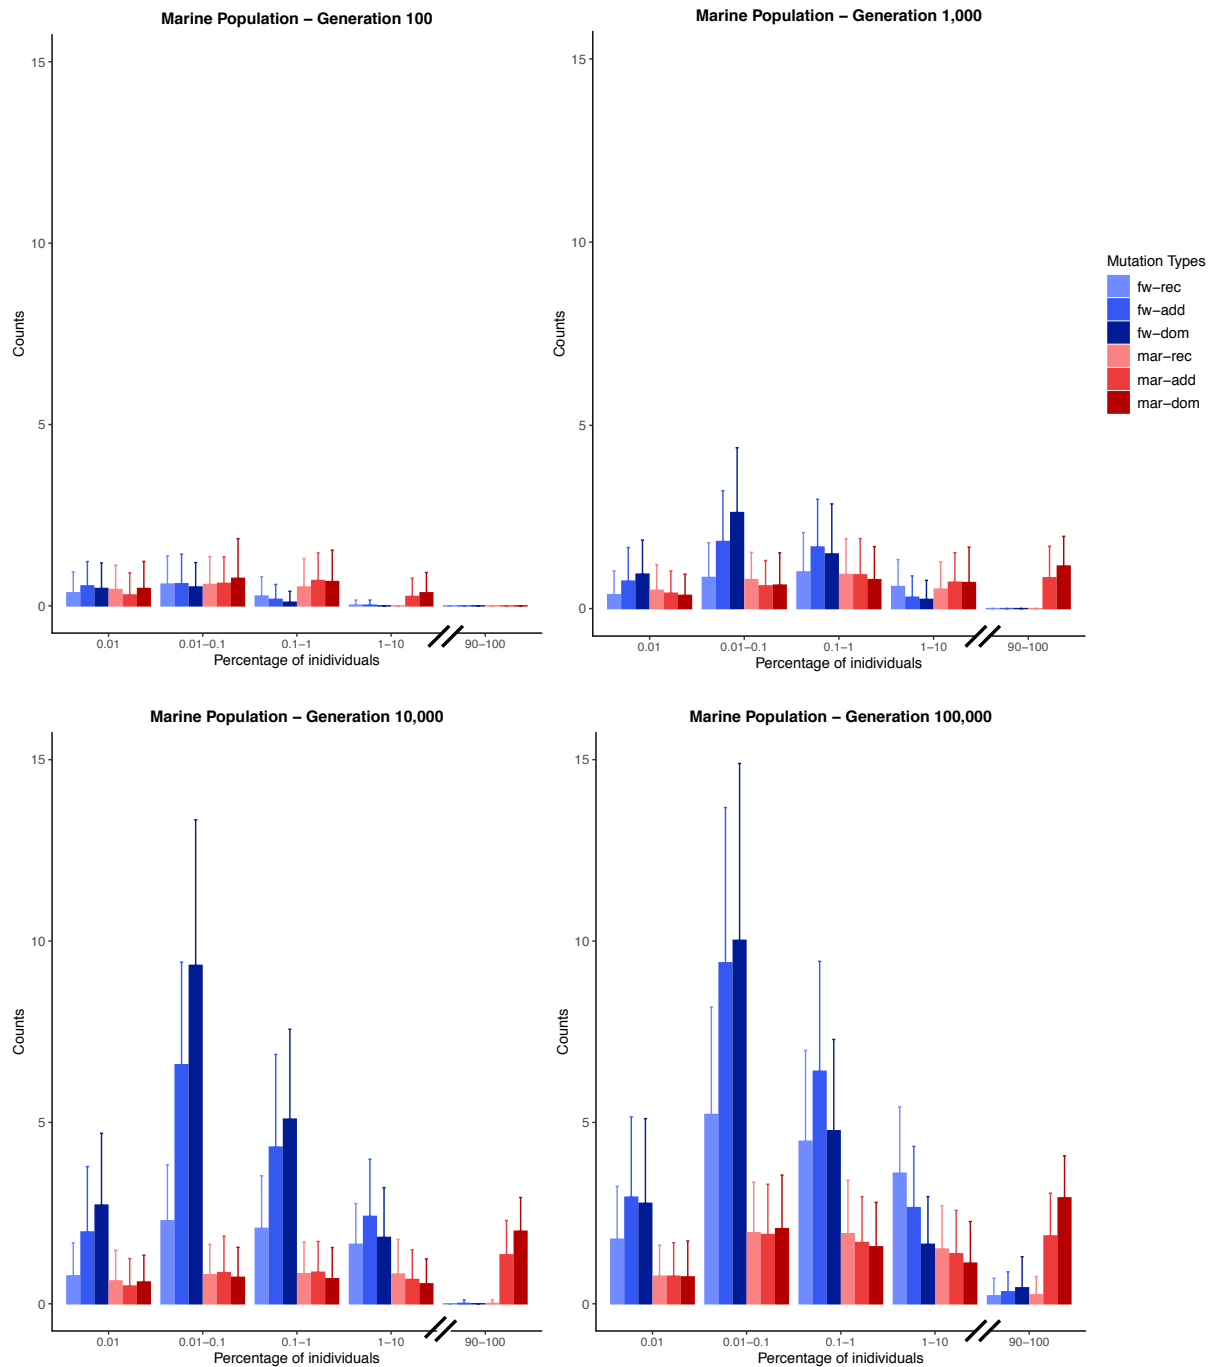 Marine Population – Generation 100
15
10
5
0
Counts
0.01 0.01–0.1 0.1–1 1–10 90–100
Percentage of inidividuals
Marine Population – Generation 1,000
15
10
5
0
Counts
0.01 0.01–0.1 0.1–1 1–10 90–100
Percentage of inidividuals
Mutation Types
fw–rec
fw–add
fw–dom
mar–rec
mar–add
mar–dom
Marine Population – Generation 10,000
15
10
5
0
Counts
0.01 0.01–0.1 0.1–1 1–10 90–100
Percentage of inidividuals
Marine Population – Generation 100,000
15
10
5
0
Counts
0.01 0.01–0.1 0.1–1 1–10 90–100
Percentage of inidividuals